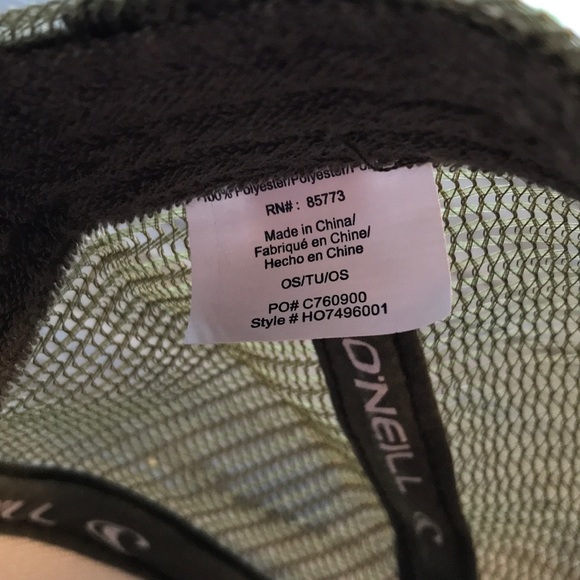 100% Polyester/Polyester/Po
RN#: 85773
Made in China/
Fabriqué en Chine/
Hecho en Chine
OS/TU/OS
PO# C760900
Style # HO7496001
O'NEILL